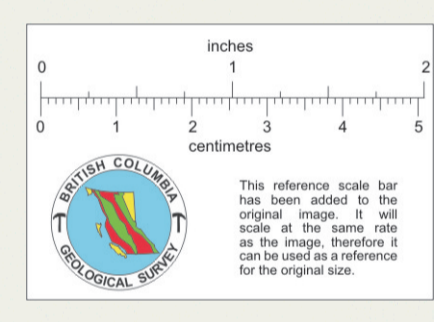 inches
0 1 2
0 1 2 3 4 5
centimetres
BRITISH COLUMBIA
GEOLOGICAL SURVEY
This reference scale bar
has been added to the
original image. It will
scale at the same rate
as the image, therefore it
can be used as a reference
for the original size.